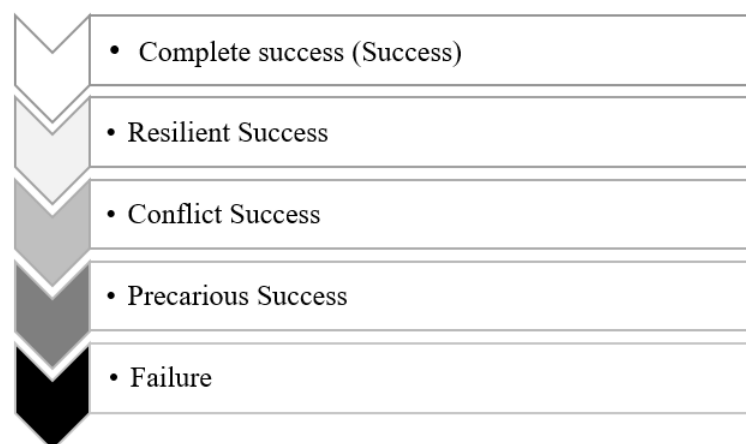 • Complete success (Success)
• Resilient Success
• Conflict Success
• Precarious Success
• Failure